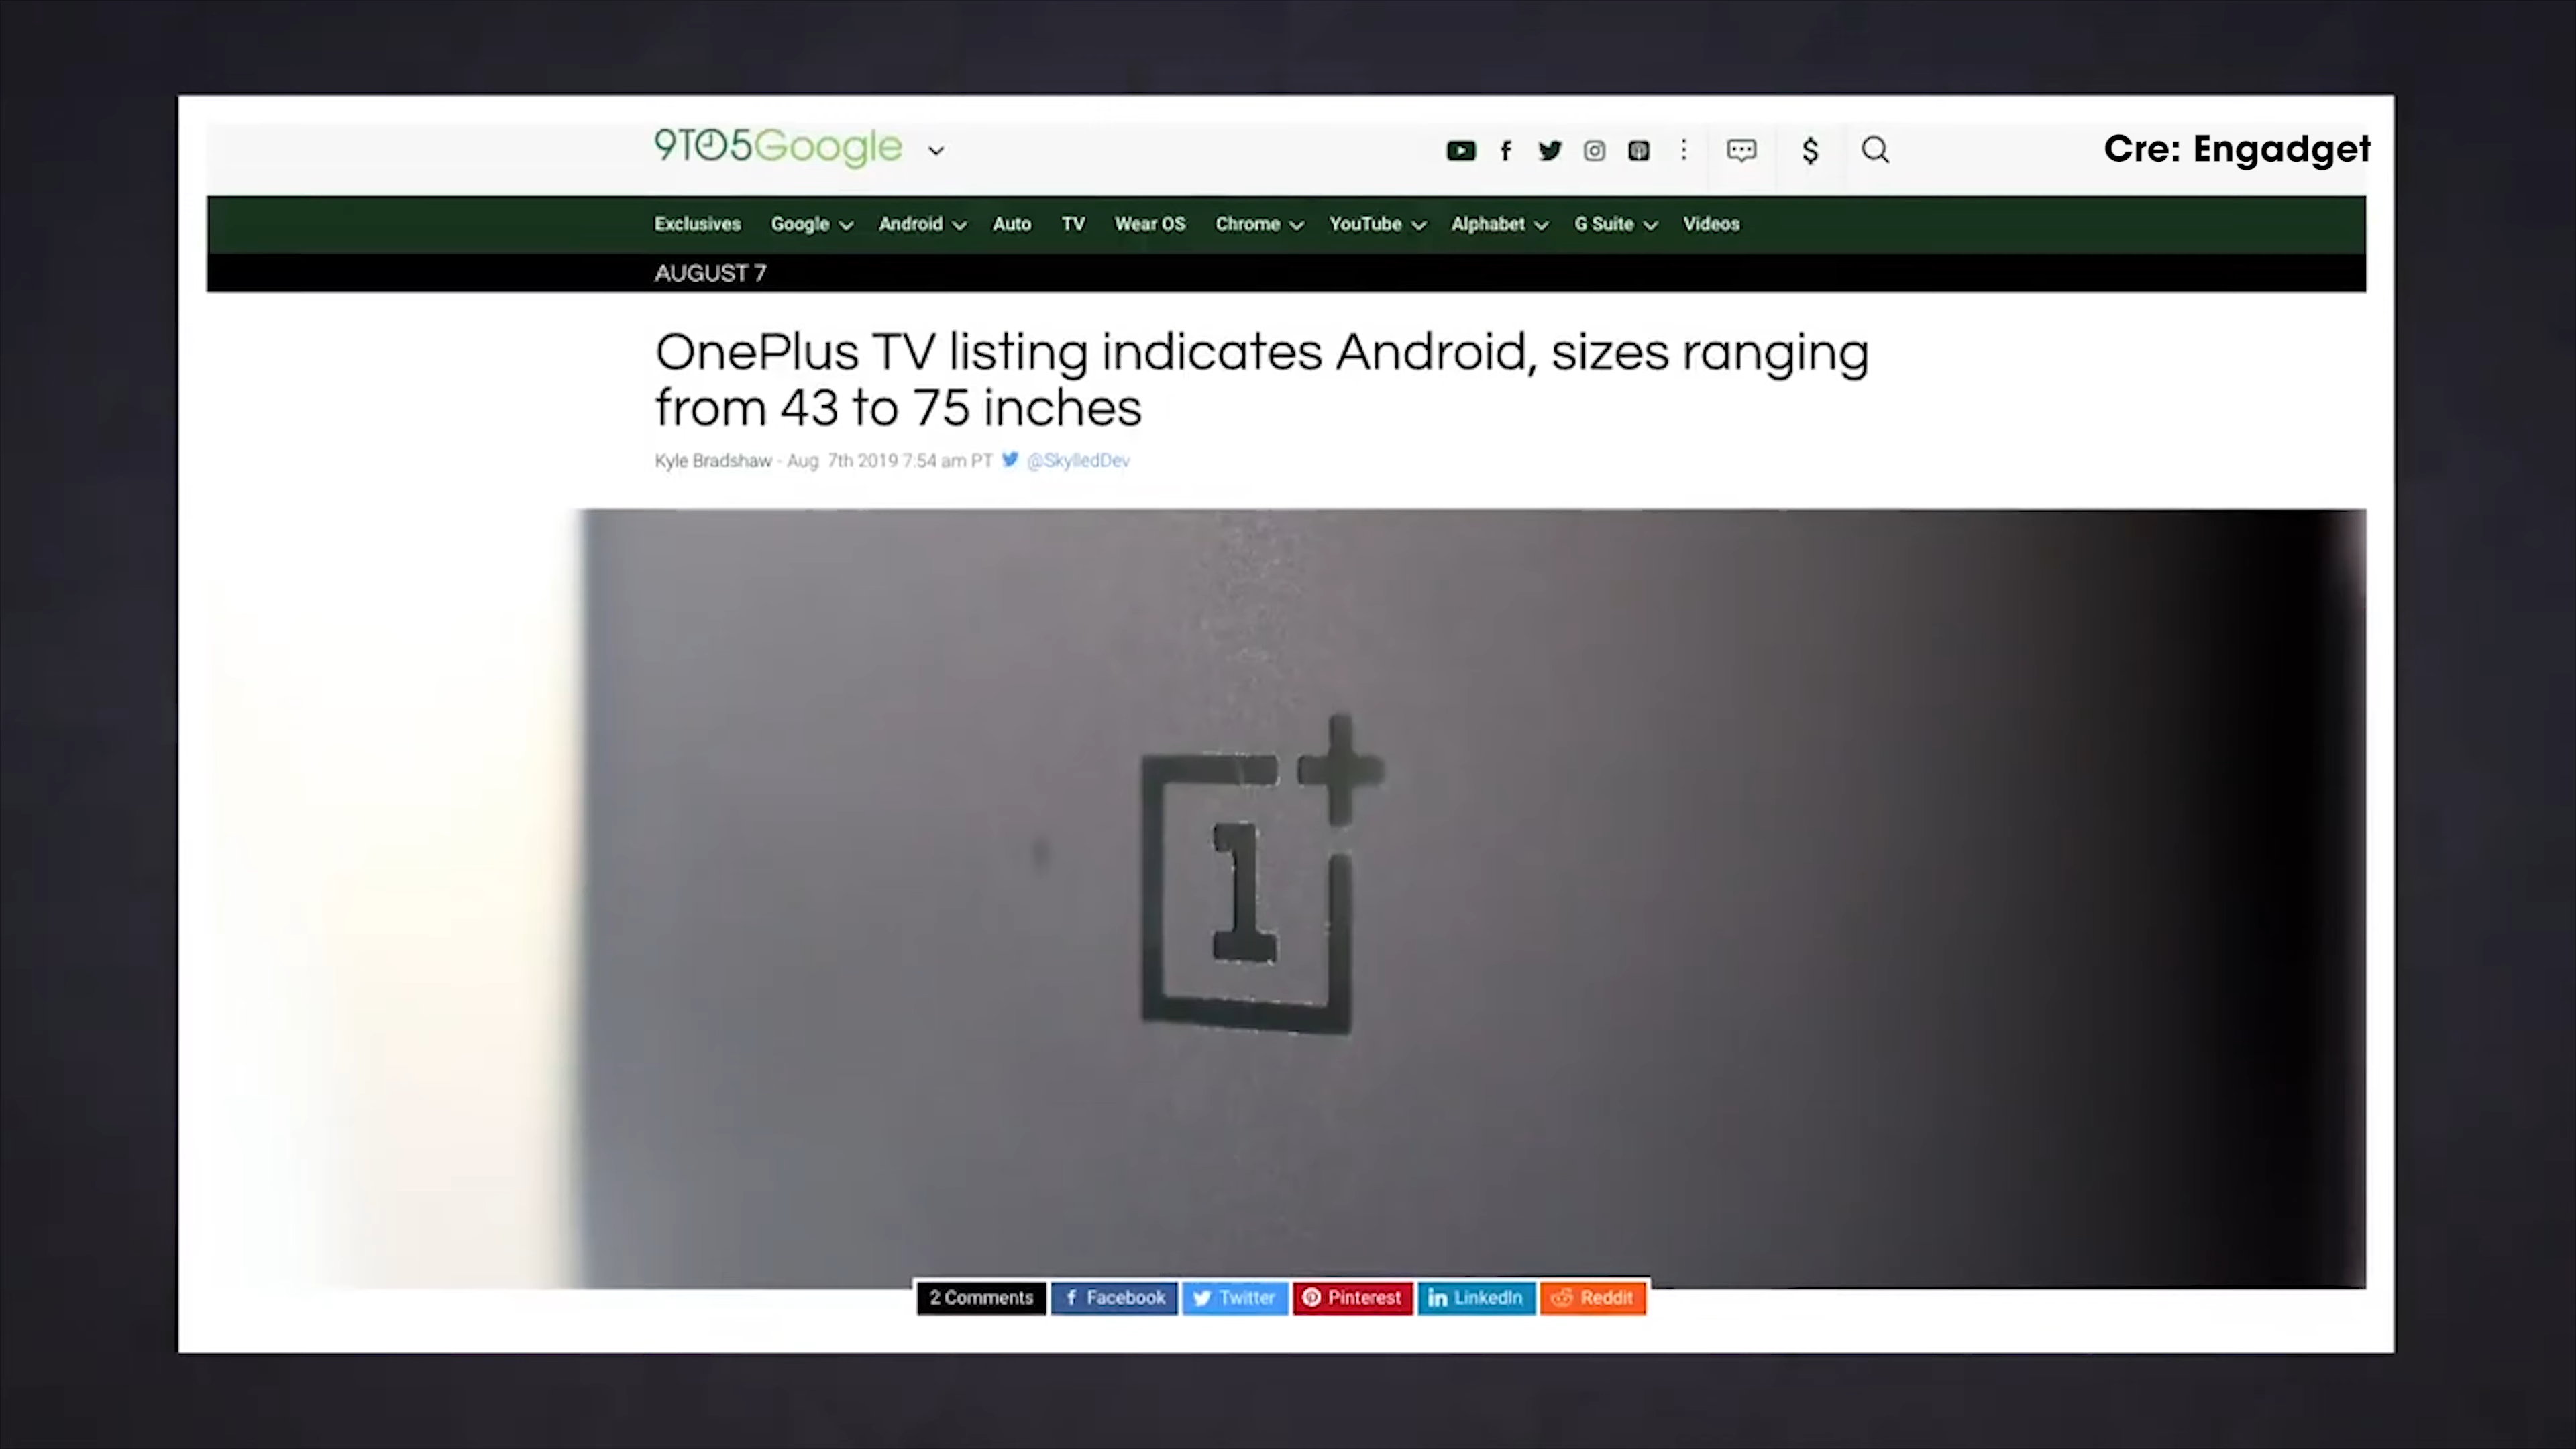 9TO5Google
Cre: Engadget
Exclusives Google Android Auto TV Wear OS Chrome YouTube Alphabet G Suite Videos
AUGUST 7
OnePlus TV listing indicates Android, sizes ranging
from 43 to 75 inches
Kyle Bradshaw - Aug 7th 2019 7:54 am PT @SkylledDev
1+
2 Comments Facebook Twitter Pinterest LinkedIn Reddit